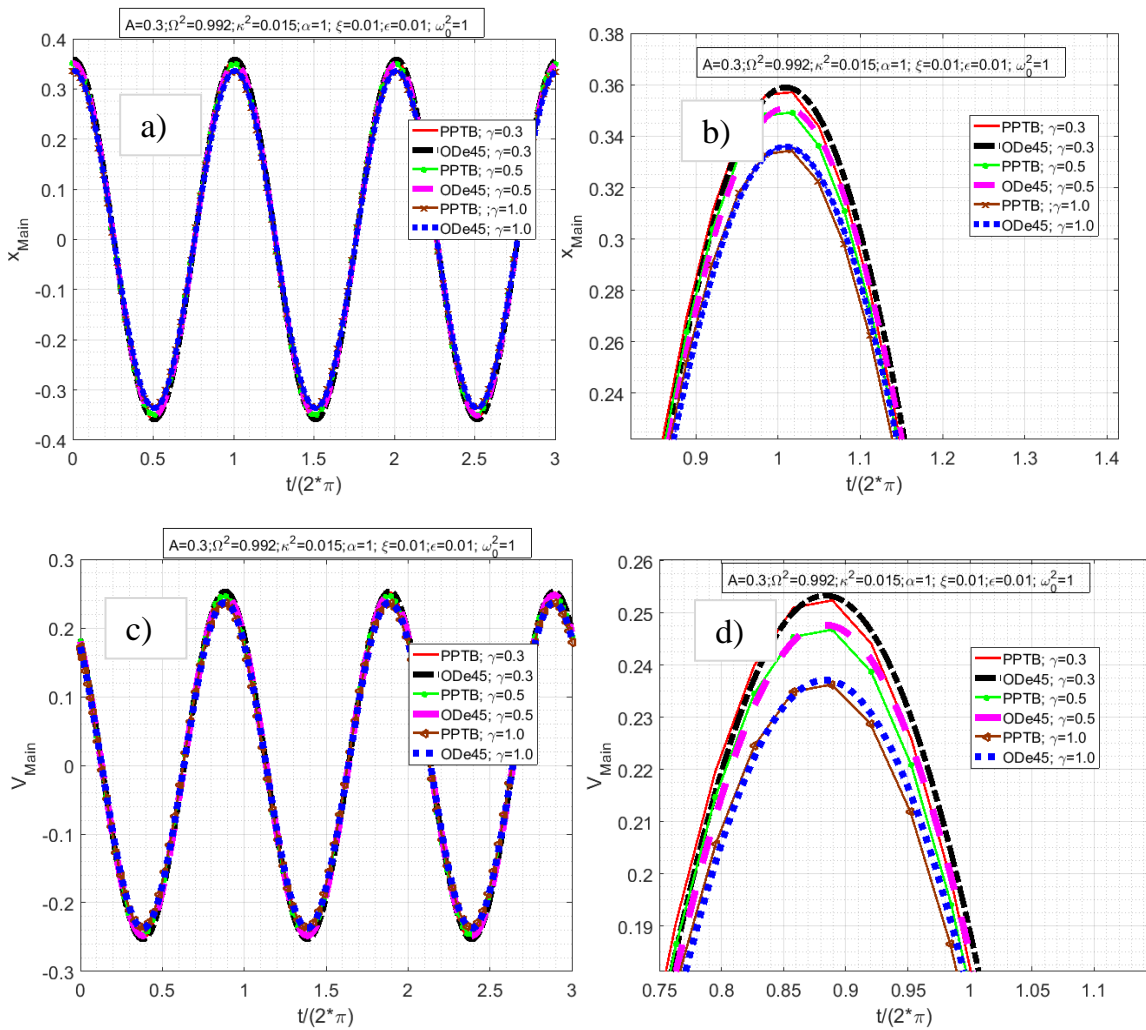 A=0.3;Ω²=0.992;κ²=0.015;α=1; ξ=0.01;ϵ=0.01; ω₀²=1
0.4
0.3
0.2
0.1
0
-0.1
-0.2
-0.3
-0.4
x_Main
a)
PPTB; γ=0.3
ODe45; γ=0.3
PPTB; γ=0.5
ODe45; γ=0.5
PPTB; ;γ=1.0
ODe45; γ=1.0
0 0.5 1 1.5 2 2.5 3
t/(2*π)
A=0.3;Ω²=0.992;κ²=0.015;α=1; ξ=0.01;ϵ=0.01; ω₀²=1
0.38
0.36
0.34
0.32
0.3
0.28
0.26
0.24
x_Main
b)
PPTB; γ=0.3
ODe45; γ=0.3
PPTB; γ=0.5
ODe45; γ=0.5
PPTB; ;γ=1.0
ODe45; γ=1.0
0.9 1 1.1 1.2 1.3 1.4
t/(2*π)
A=0.3;Ω²=0.992;κ²=0.015;α=1; ξ=0.01;ϵ=0.01; ω₀²=1
0.3
0.2
0.1
0
-0.1
-0.2
-0.3
V_Main
c)
PPTB; γ=0.3
ODe45; γ=0.3
PPTB; γ=0.5
ODe45; γ=0.5
PPTB; γ=1.0
ODe45; γ=1.0
0 0.5 1 1.5 2 2.5 3
t/(2*π)
A=0.3;Ω²=0.992;κ²=0.015;α=1; ξ=0.01;ϵ=0.01; ω₀²=1
0.26
0.25
0.24
0.23
0.22
0.21
0.2
0.19
V_Main
d)
PPTB; γ=0.3
ODe45; γ=0.3
PPTB; γ=0.5
ODe45; γ=0.5
PPTB; γ=1.0
ODe45; γ=1.0
0.75 0.8 0.85 0.9 0.95 1 1.05 1.1
t/(2*π)